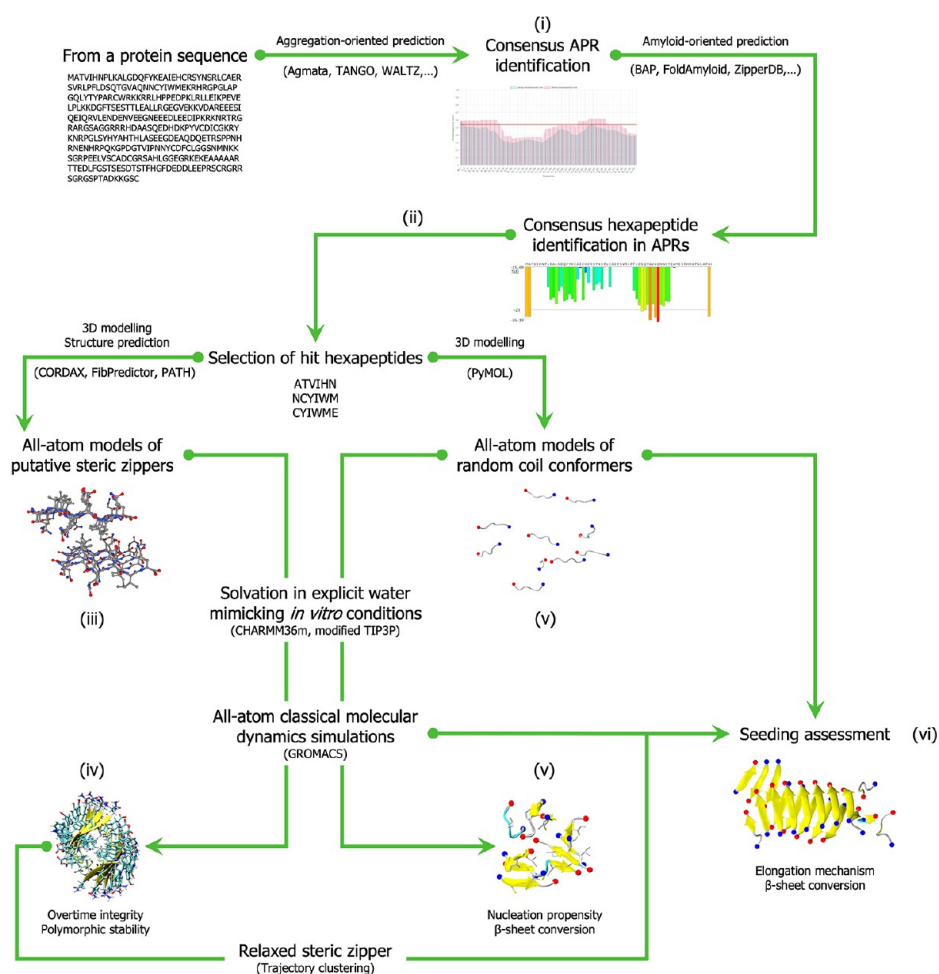 From a protein sequence
MATVIHNPLKALGDQFYKEAIEHCRSYNSRLCAER
SVRLPFLDSQTGVAQNNCYIWMEKRHRGPGLAP
GQLYTYPARCWRKKRRLHPPEDPKLRLLEIKPEVE
LPLKKDGFTSESTTLEALLRGEGVEKKVDAREEESI
QEIQRVLENDENVEEGNEEEDLEEDIPKRKNRTRG
RARGSAGGRRRHDAASQEDHDKPYVCDICGKRY
KNRPGLSYHYAHTHLASEEGDEAQDQETRSPPNH
RNENHRPQKGPDGTVIPNNYCDFCLGGSNMNKK
SGRPEELVSCADCGRSAHLGGEGRKEKEAAAAAR
TTEDLFGSTSESDTSTFHGFDEDDLEEPRSCRGRR
SGRGSPTADKKGSC
Aggregation-oriented prediction
(Agmata, TANGO, WALTZ,...)
(i)
Consensus APR
identification
Amyloid-oriented prediction
(BAP, FoldAmyloid, ZipperDB,...)
(ii)
Consensus hexapeptide
identification in APRs
3D modelling
Structure prediction
(CORDAX, FibPredictor, PATH)
Selection of hit hexapeptides
ATVIHN
NCYIWM
CYIWME
3D modelling
(PyMOL)
All-atom models of
putative steric zippers
All-atom models of
random coil conformers
(iii)
Solvation in explicit water
mimicking in vitro conditions
(CHARMM36m, modified TIP3P)
(v)
All-atom classical molecular
dynamics simulations
(GROMACS)
Seeding assessment
(vi)
(iv)
(v)
Overtime integrity
Polymorphic stability
Nucleation propensity
β-sheet conversion
Elongation mechanism
β-sheet conversion
Relaxed steric zipper
(Trajectory clustering)